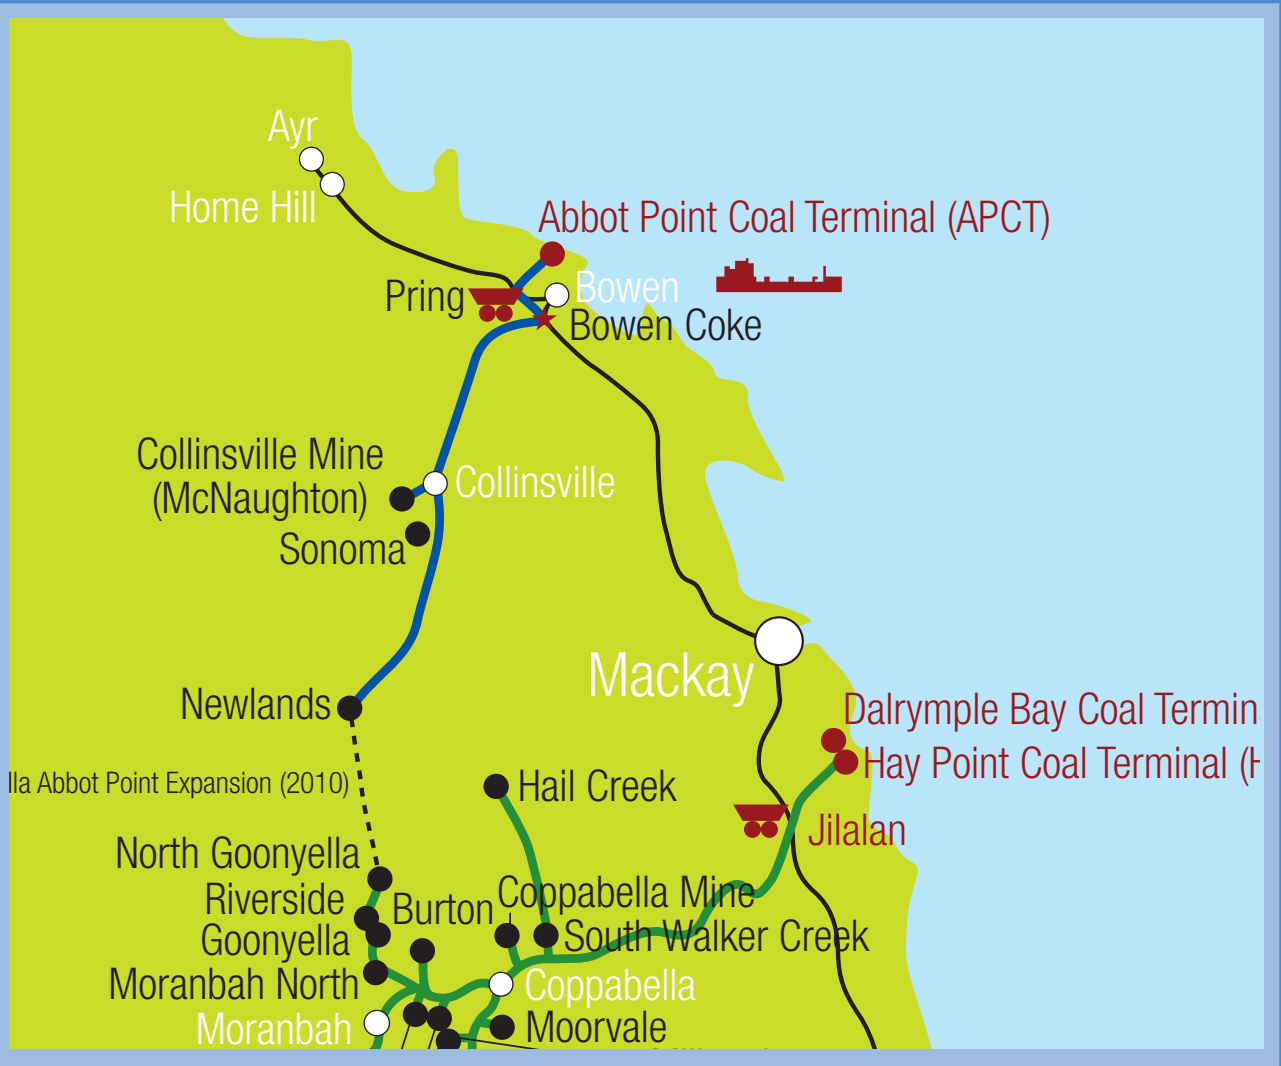 Ayr
Home Hill
Abbot Point Coal Terminal (APCT)
Pring
Bowen
Bowen Coke
Collinsville Mine
(McNaughton)
Collinsville
Sonoma
Mackay
Newlands
Dalrymple Bay Coal Termin
Hay Point Coal Terminal (H
lla Abbot Point Expansion (2010)
Hail Creek
Jilalan
North Goonyella
Riverside
Burton
Coppabella Mine
Goonyella
South Walker Creek
Moranbah North
Coppabella
Moranbah
Moorvale